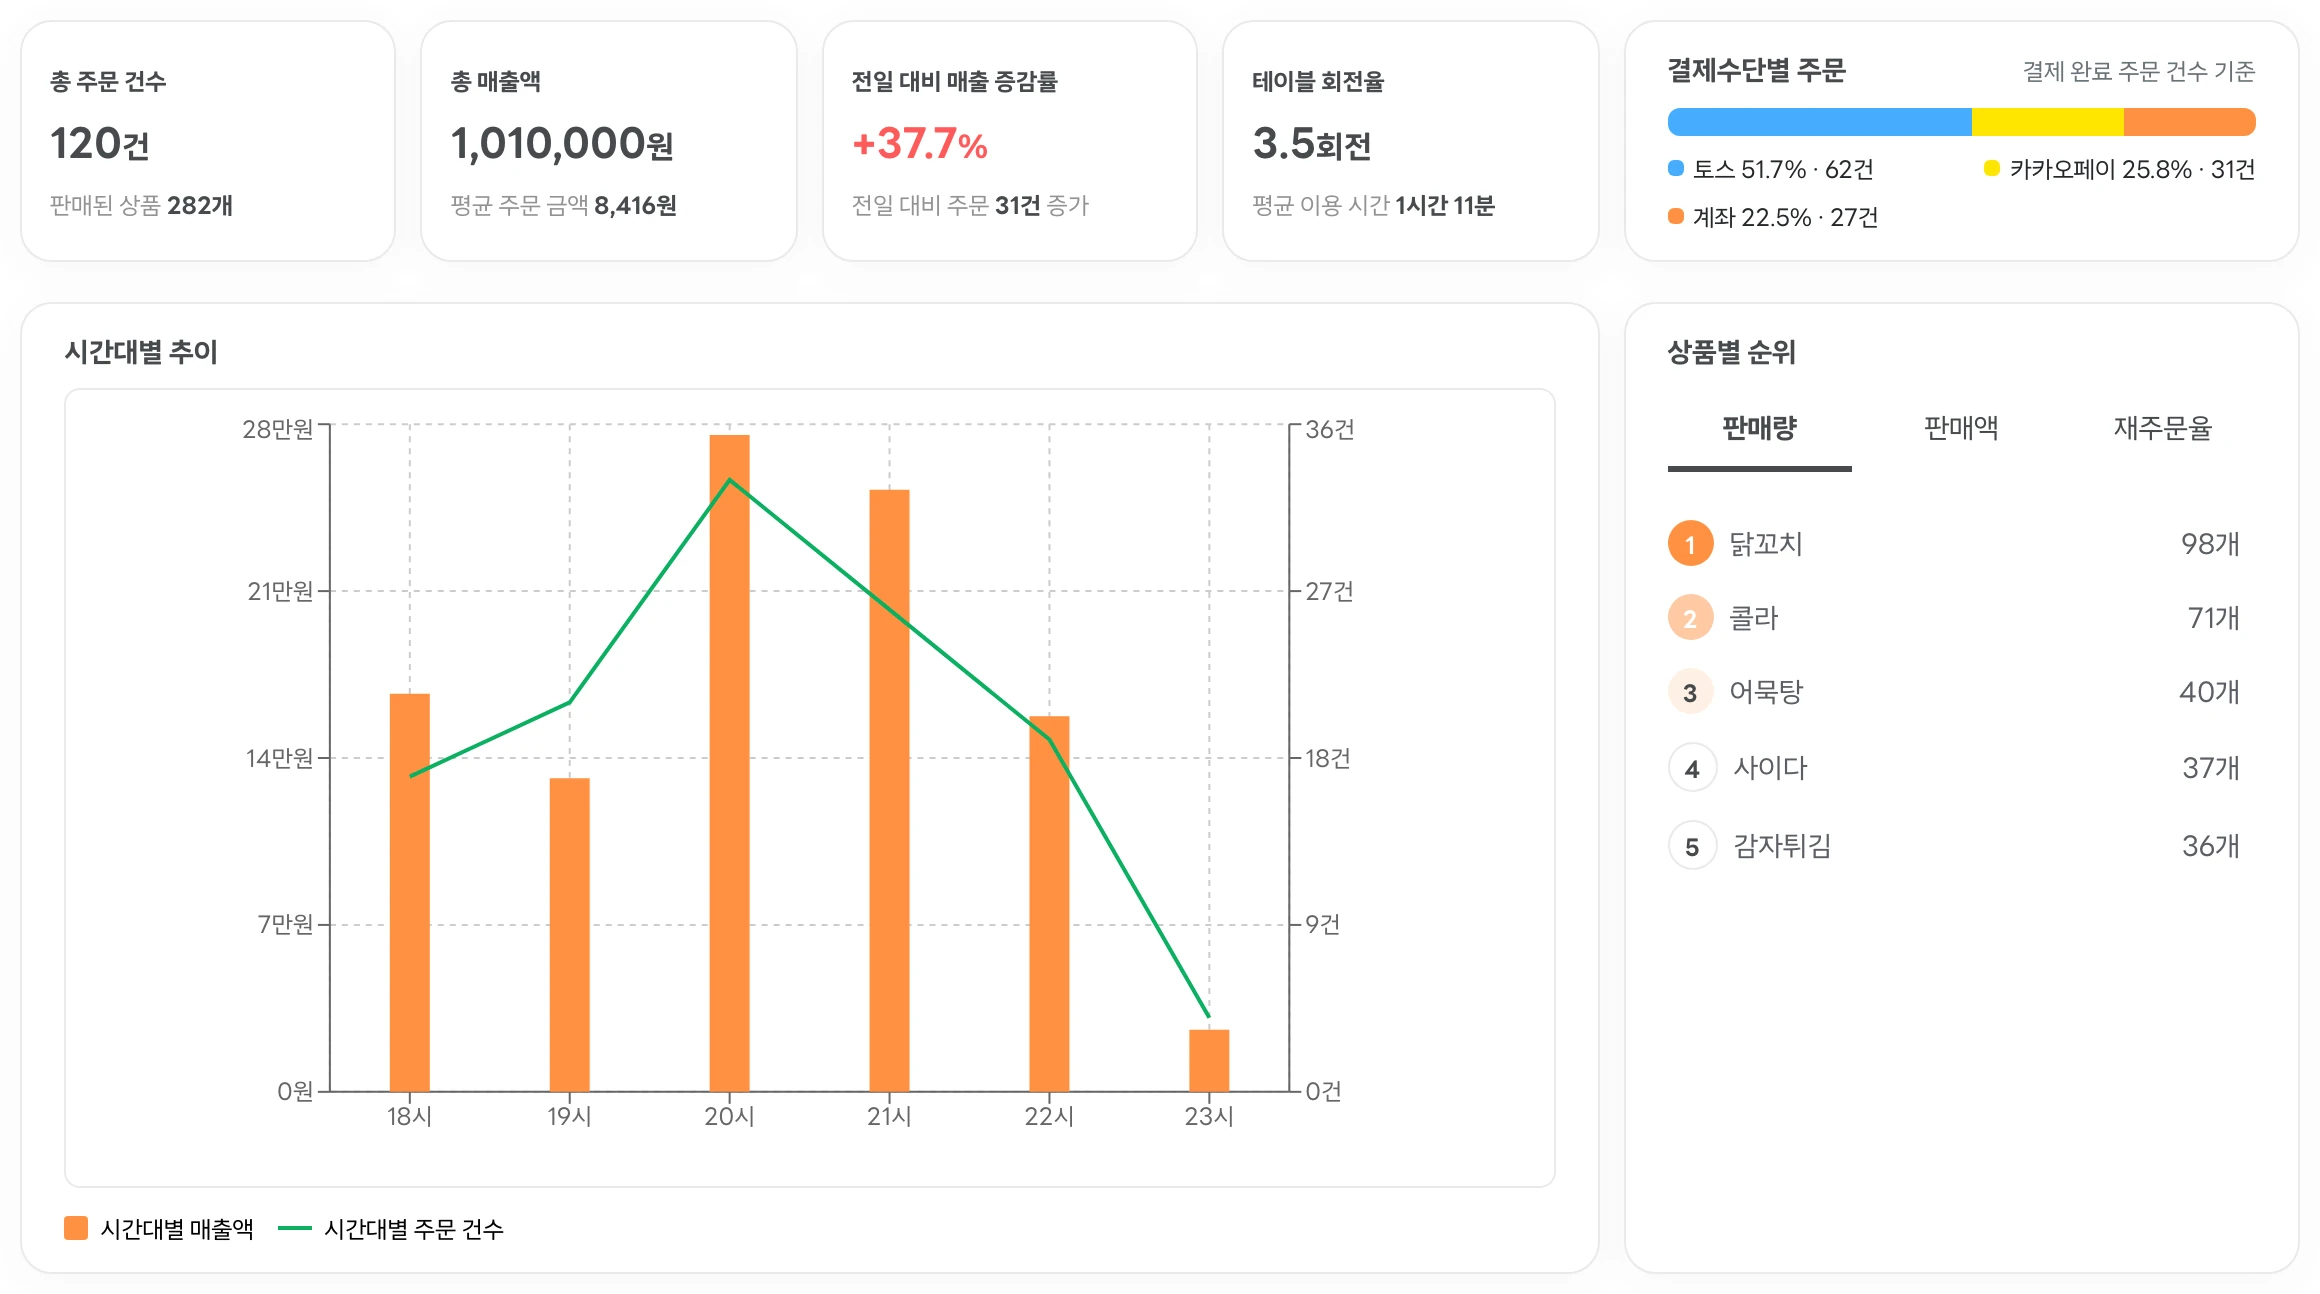 총 주문 건수
120건
판매된 상품 282개
총 매출액
1,010,000원
평균 주문 금액 8,416원
전일 대비 매출 증감률
+37.7%
전일 대비 주문 31건 증가
테이블 회전율
3.5회전
평균 이용 시간 1시간 11분
결제수단별 주문
결제 완료 주문 건수 기준
토스 51.7% · 62건
카카오페이 25.8% · 31건
계좌 22.5% · 27건
시간대별 추이
28만원
21만원
14만원
7만원
0원
36건
27건
18건
9건
0건
18시
19시
20시
21시
22시
23시
시간대별 매출액
시간대별 주문 건수
상품별 순위
판매량
판매액
재주문율
1 닭꼬치 98개
2 콜라 71개
3 어묵탕 40개
4 사이다 37개
5 감자튀김 36개